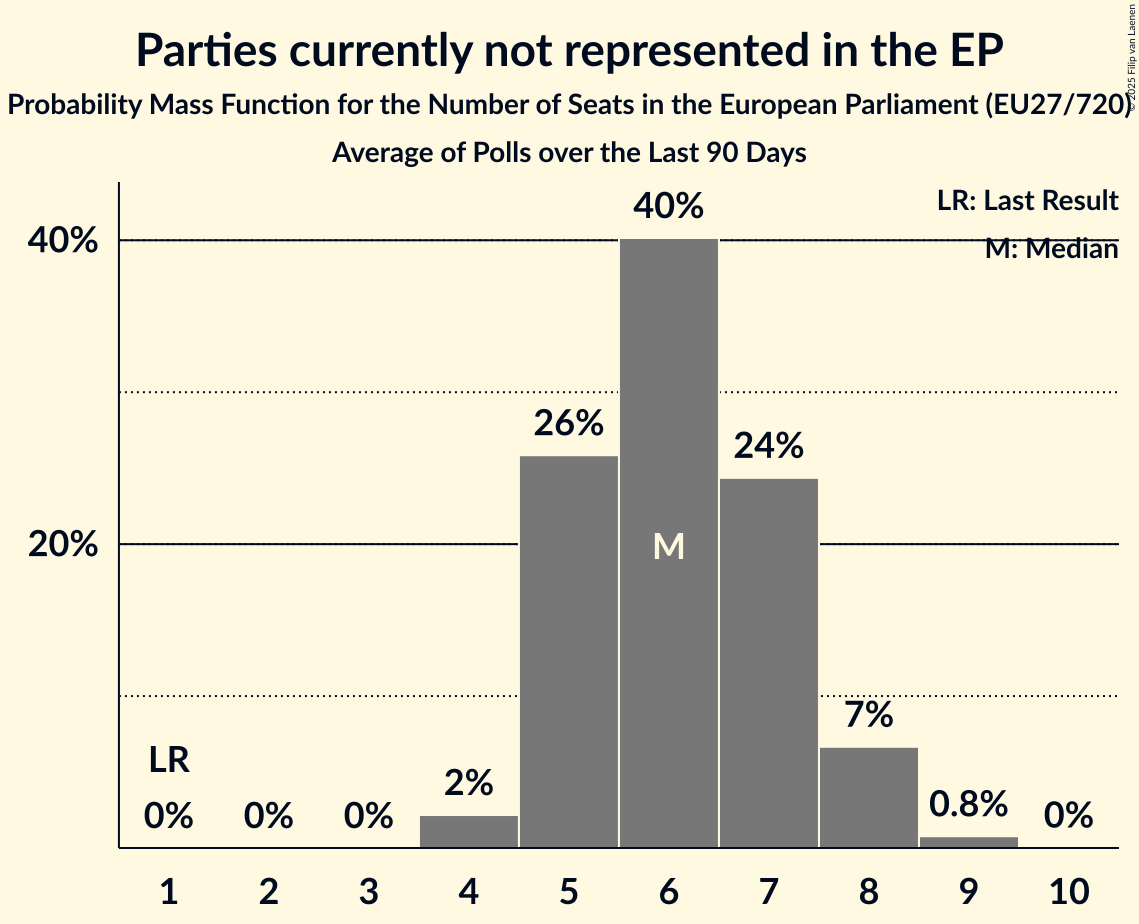 Parties currently not represented in the EP
Probability Mass Function for the Number of Seats in the European Parliament (EU27/720)
Average of Polls over the Last 90 Days
© 2025 Filip van Laenen
LR: Last Result
M: Median
40%
20%
LR
0%
0%
0%
2%
26%
40%
M
24%
7%
0.8%
0%
1 2 3 4 5 6 7 8 9 10